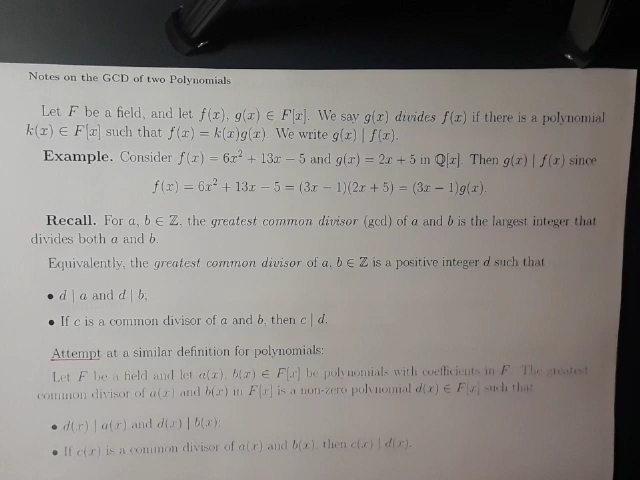 Notes on the GCD of two Polynomials
Let F be a field, and let f(x), g(x) ∈ F[x]. We say g(x) divides f(x) if there is a polynomial
k(x) ∈ F[x] such that f(x) = k(x)g(x). We write g(x) | f(x).
Example. Consider f(x) = 6x² + 13x − 5 and g(x) = 2x + 5 in ℚ[x]. Then g(x) | f(x) since
f(x) = 6x² + 13x − 5 = (3x − 1)(2x + 5) = (3x − 1)g(x).
Recall. For a, b ∈ ℤ, the greatest common divisor (gcd) of a and b is the largest integer that
divides both a and b.
Equivalently, the greatest common divisor of a, b ∈ ℤ is a positive integer d such that
• d | a and d | b,
• If c is a common divisor of a and b, then c | d.
Attempt at a similar definition for polynomials:
Let F be a field and let a(x), b(x) ∈ F[x] be polynomials with coefficients in F. The greatest
common divisor of a(x) and b(x) in F[x] is a non-zero polynomial d(x) ∈ F[x] such that
• d(x) | a(x) and d(x) | b(x);
• If c(x) is a common divisor of a(x) and b(x), then c(x) | d(x).